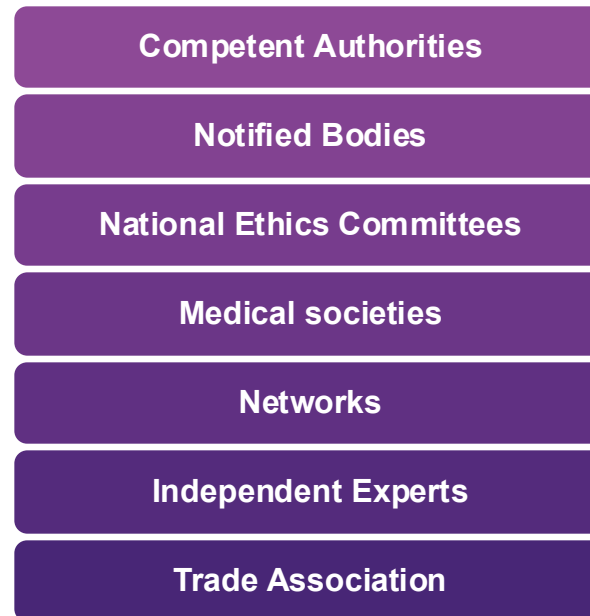 Competent Authorities
Notified Bodies
National Ethics Committees
Medical societies
Networks
Independent Experts
Trade Association